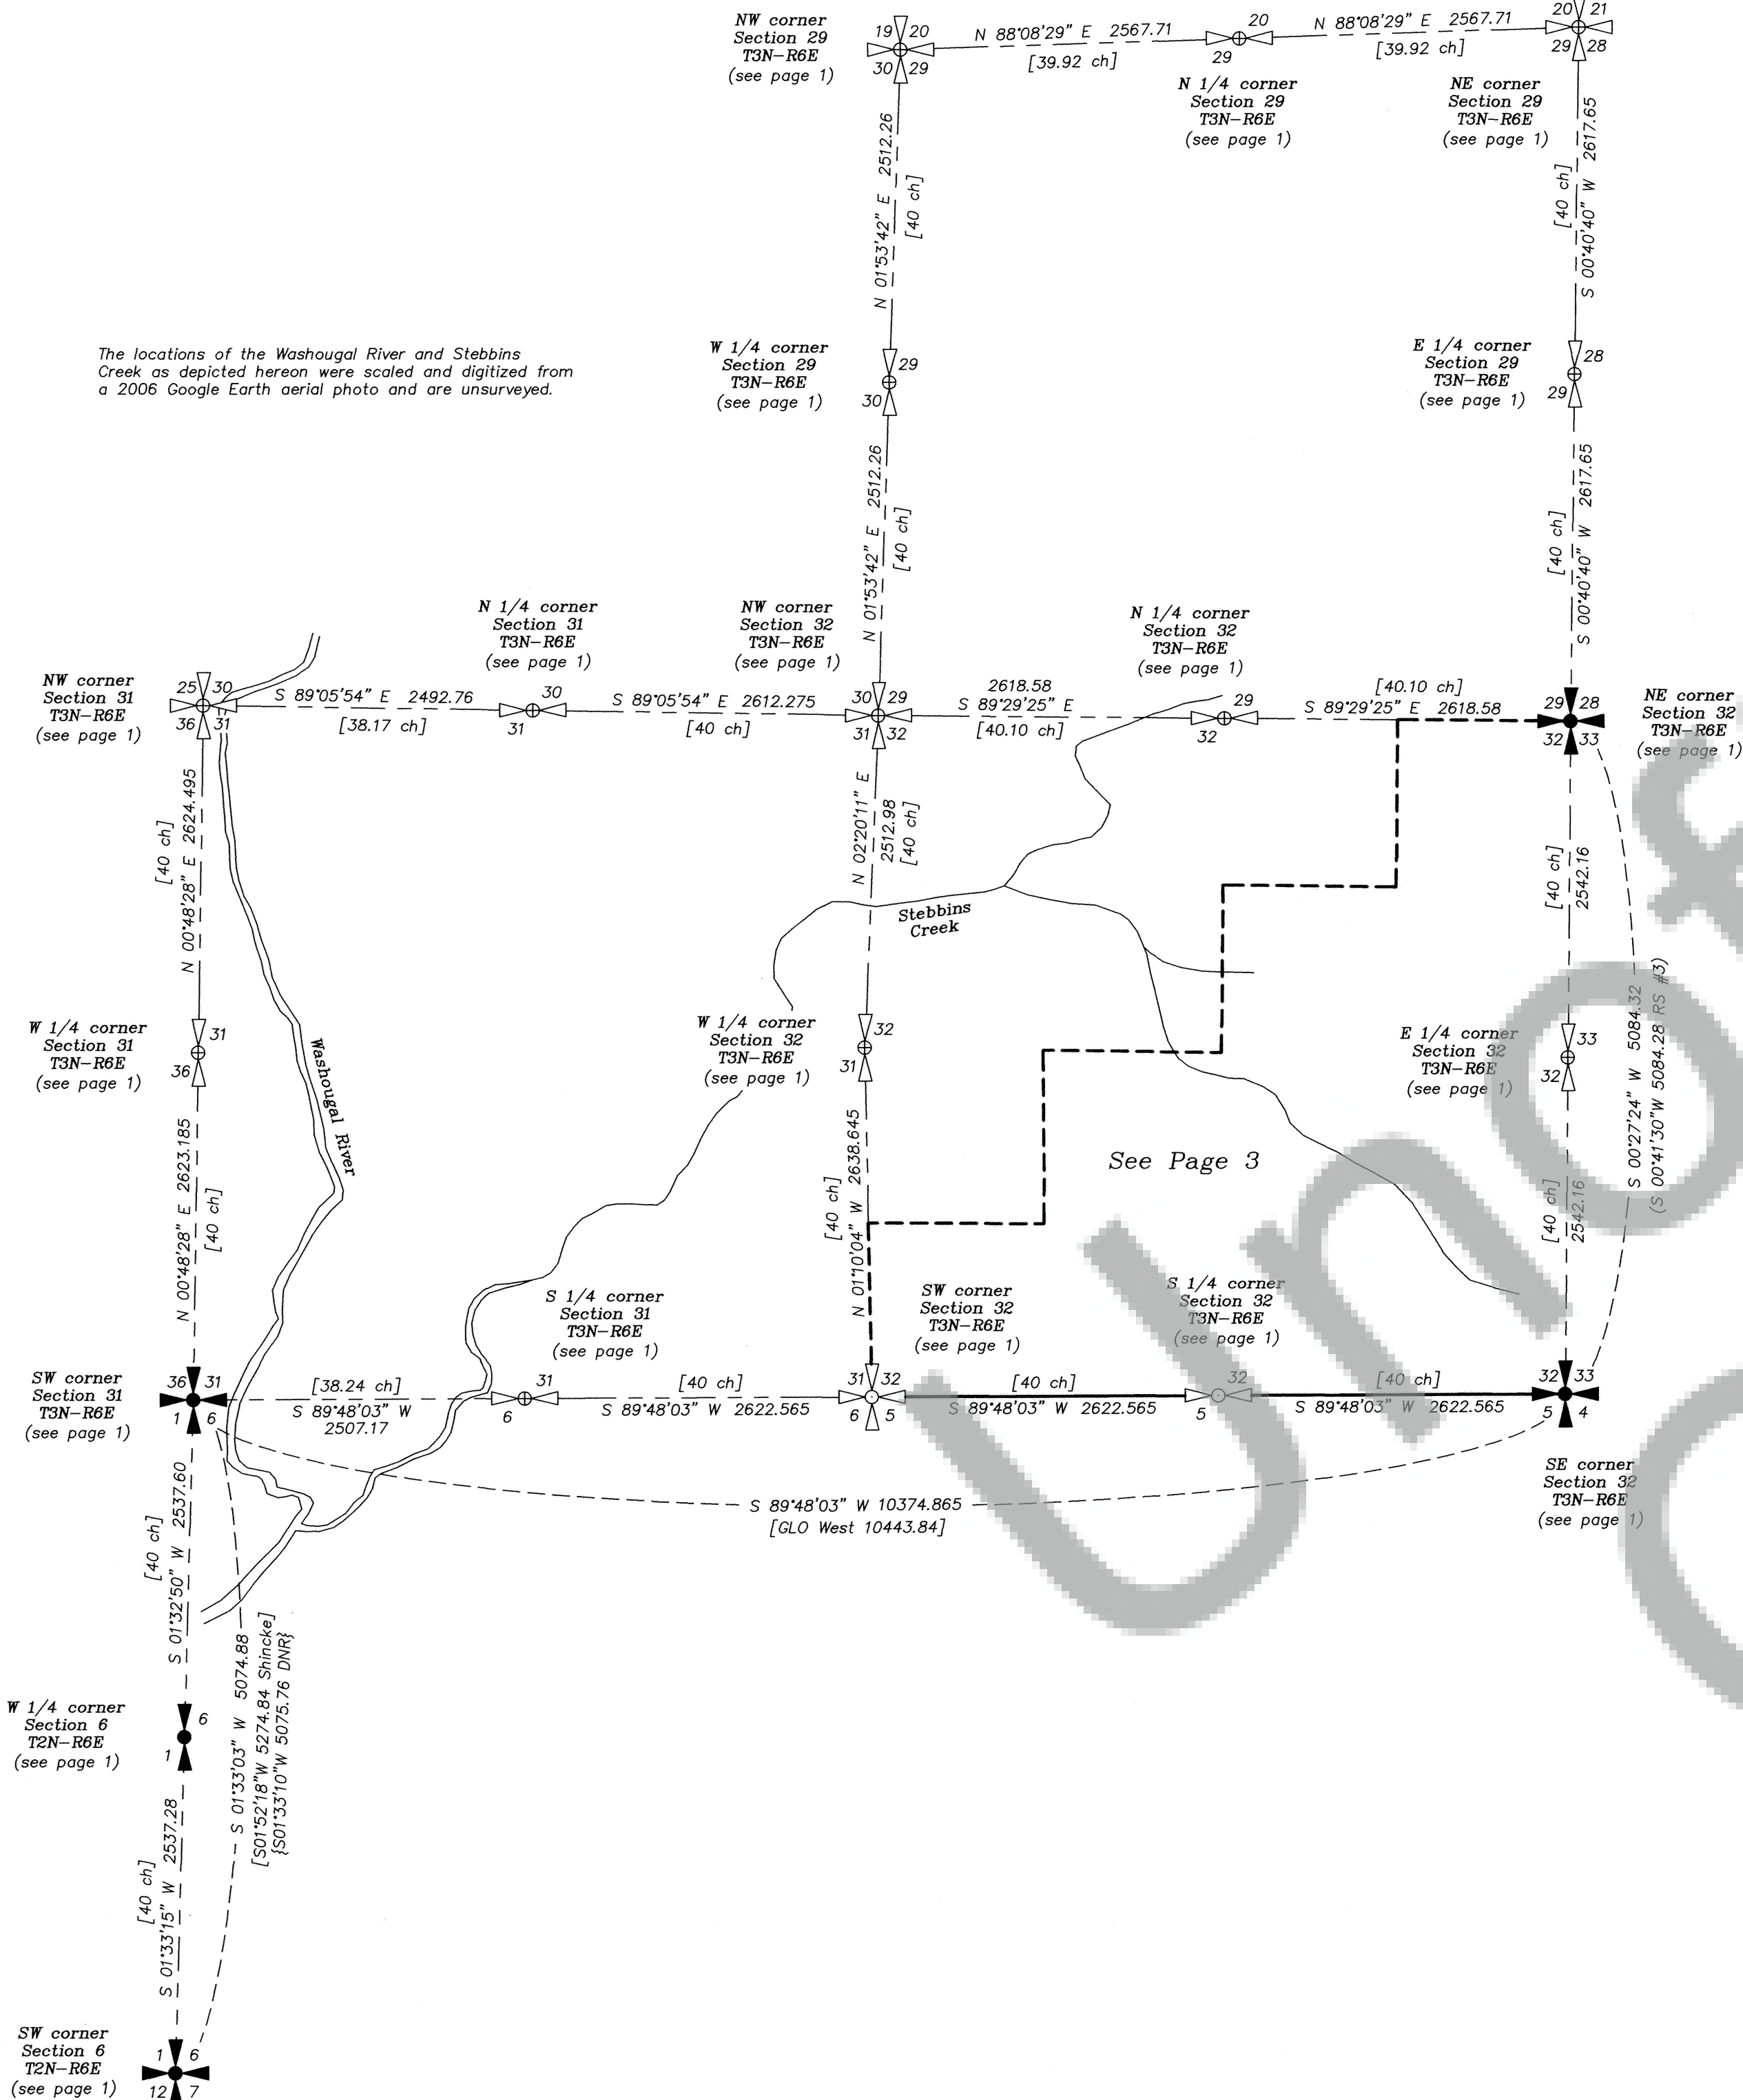 NW corner
Section 29
T3N-R6E
(see page 1)
19 20
30 29
N 88°08'29" E 2567.71
[39.92 ch]
20
29
N 1/4 corner
Section 29
T3N-R6E
(see page 1)
N 88°08'29" E 2567.71
[39.92 ch]
20 21
29 28
NE corner
Section 29
T3N-R6E
(see page 1)
N 01°53'42" E 2512.26
[40 ch]
S 00°40'40" W 2617.65
[40 ch]
The locations of the Washougal River and Stebbins
Creek as depicted hereon were scaled and digitized from
a 2006 Google Earth aerial photo and are unsurveyed.
W 1/4 corner
Section 29
T3N-R6E
(see page 1)
29
30
E 1/4 corner
Section 29
T3N-R6E
(see page 1)
28
29
N 01°53'42" E 2512.26
[40 ch]
S 00°40'40" W 2617.65
[40 ch]
NW corner
Section 31
T3N-R6E
(see page 1)
25 30
36 31
S 89°05'54" E 2492.76
[38.17 ch]
N 1/4 corner
Section 31
T3N-R6E
(see page 1)
30
31
S 89°05'54" E 2612.275
[40 ch]
NW corner
Section 32
T3N-R6E
(see page 1)
30 29
31 32
2618.58
S 89°29'25" E
[40.10 ch]
N 1/4 corner
Section 32
T3N-R6E
(see page 1)
29
32
[40.10 ch]
S 89°29'25" E 2618.58
29 28
32 33
NE corner
Section 32
T3N-R6E
(see page 1)
N 00°48'28" E 2624.495
[40 ch]
N 02°20'11" E
2512.98
[40 ch]
[40 ch]
2542.16
Stebbins
Creek
W 1/4 corner
Section 31
T3N-R6E
(see page 1)
31
36
Washougal River
W 1/4 corner
Section 32
T3N-R6E
(see page 1)
32
31
E 1/4 corner
Section 32
T3N-R6E
(see page 1)
33
32
S 00°27'24" W 5084.32
(S 00°41'30"W 5084.28 RS #3)
See Page 3
N 00°48'28" E 2623.185
[40 ch]
[40 ch]
N 01°10'04" W 2638.645
[40 ch]
2542.16
S 1/4 corner
Section 31
T3N-R6E
(see page 1)
SW corner
Section 32
T3N-R6E
(see page 1)
S 1/4 corner
Section 32
T3N-R6E
(see page 1)
SW corner
Section 31
T3N-R6E
(see page 1)
36 31
1 6
[38.24 ch]
S 89°48'03" W
2507.17
31
6
[40 ch]
S 89°48'03" W 2622.565
31 32
6 5
[40 ch]
S 89°48'03" W 2622.565
32
5
[40 ch]
S 89°48'03" W 2622.565
32 33
5 4
SE corner
Section 32
T3N-R6E
(see page 1)
S 89°48'03" W 10374.865
[GLO West 10443.84]
[40 ch]
S 01°32'50" W 2537.60
S 01°33'03" W 5074.88
[S01°52'18"W 5274.84 Shincke]
{S01°33'10"W 5075.76 DNR}
W 1/4 corner
Section 6
T2N-R6E
(see page 1)
6
1
[40 ch]
S 01°33'15" W 2537.28
SW corner
Section 6
T2N-R6E
(see page 1)
1 6
12 7